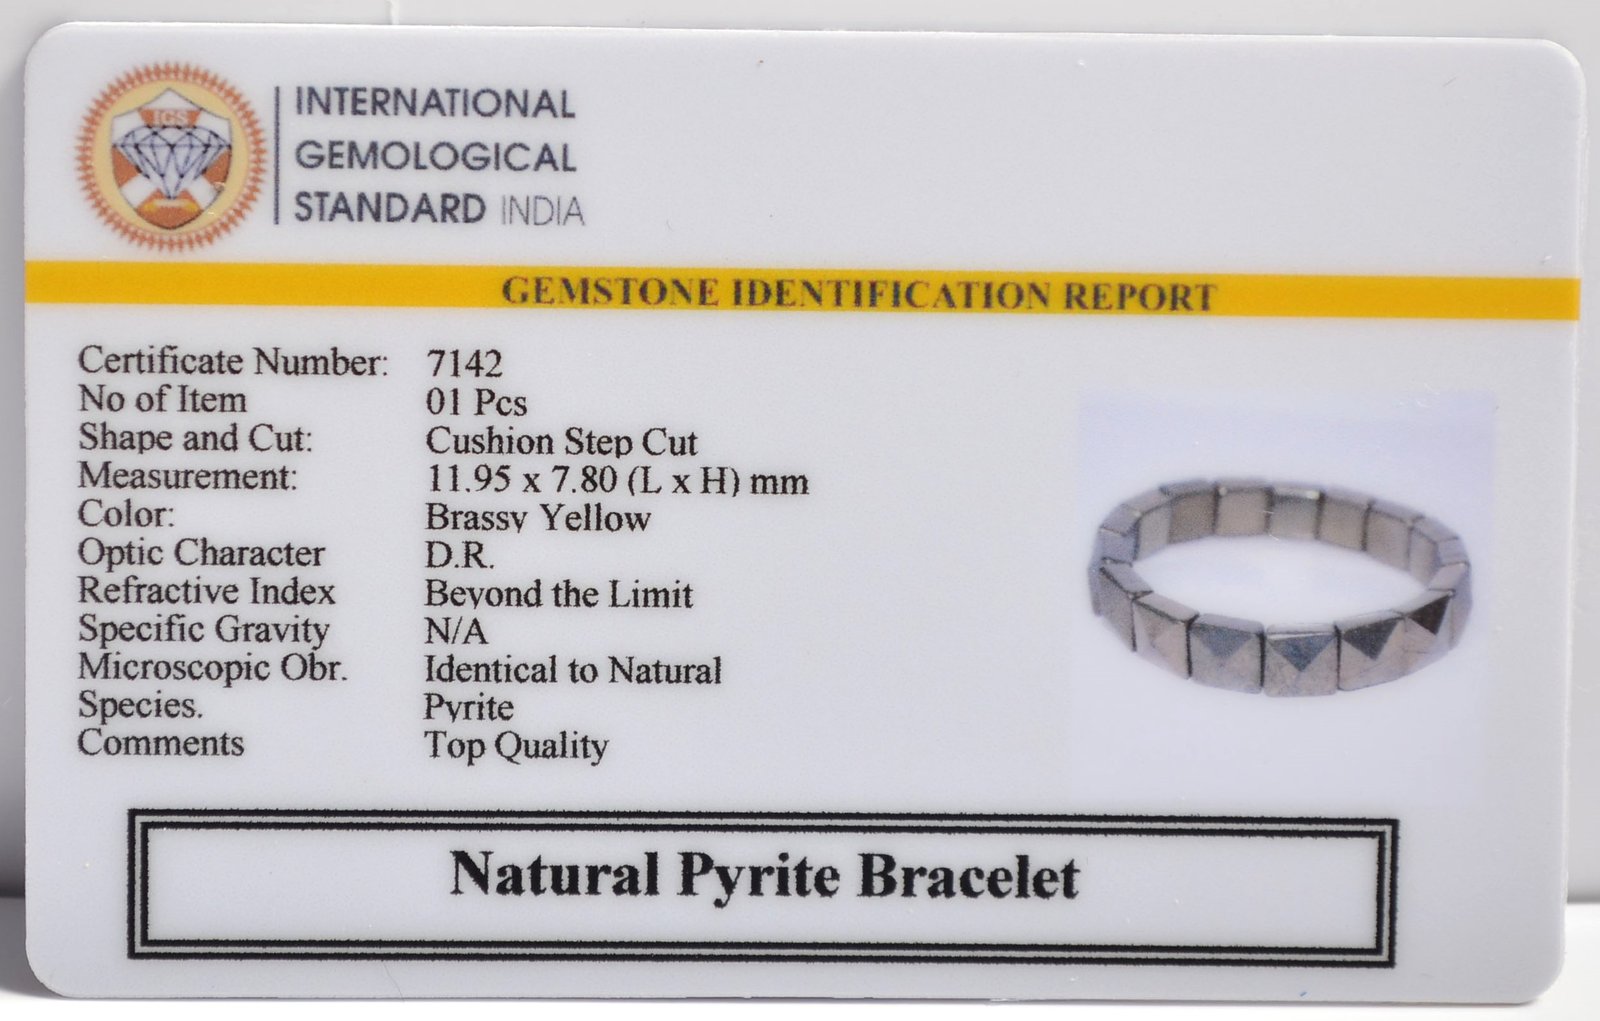 IGS
INTERNATIONAL
GEMOLOGICAL
STANDARD INDIA
GEMSTONE IDENTIFICATION REPORT
Certificate Number: 7142
No of Item 01 Pcs
Shape and Cut: Cushion Step Cut
Measurement: 11.95 x 7.80 (L x H) mm
Color: Brassy Yellow
Optic Character D.R.
Refractive Index Beyond the Limit
Specific Gravity N/A
Microscopic Obr. Identical to Natural
Species. Pyrite
Comments Top Quality
Natural Pyrite Bracelet